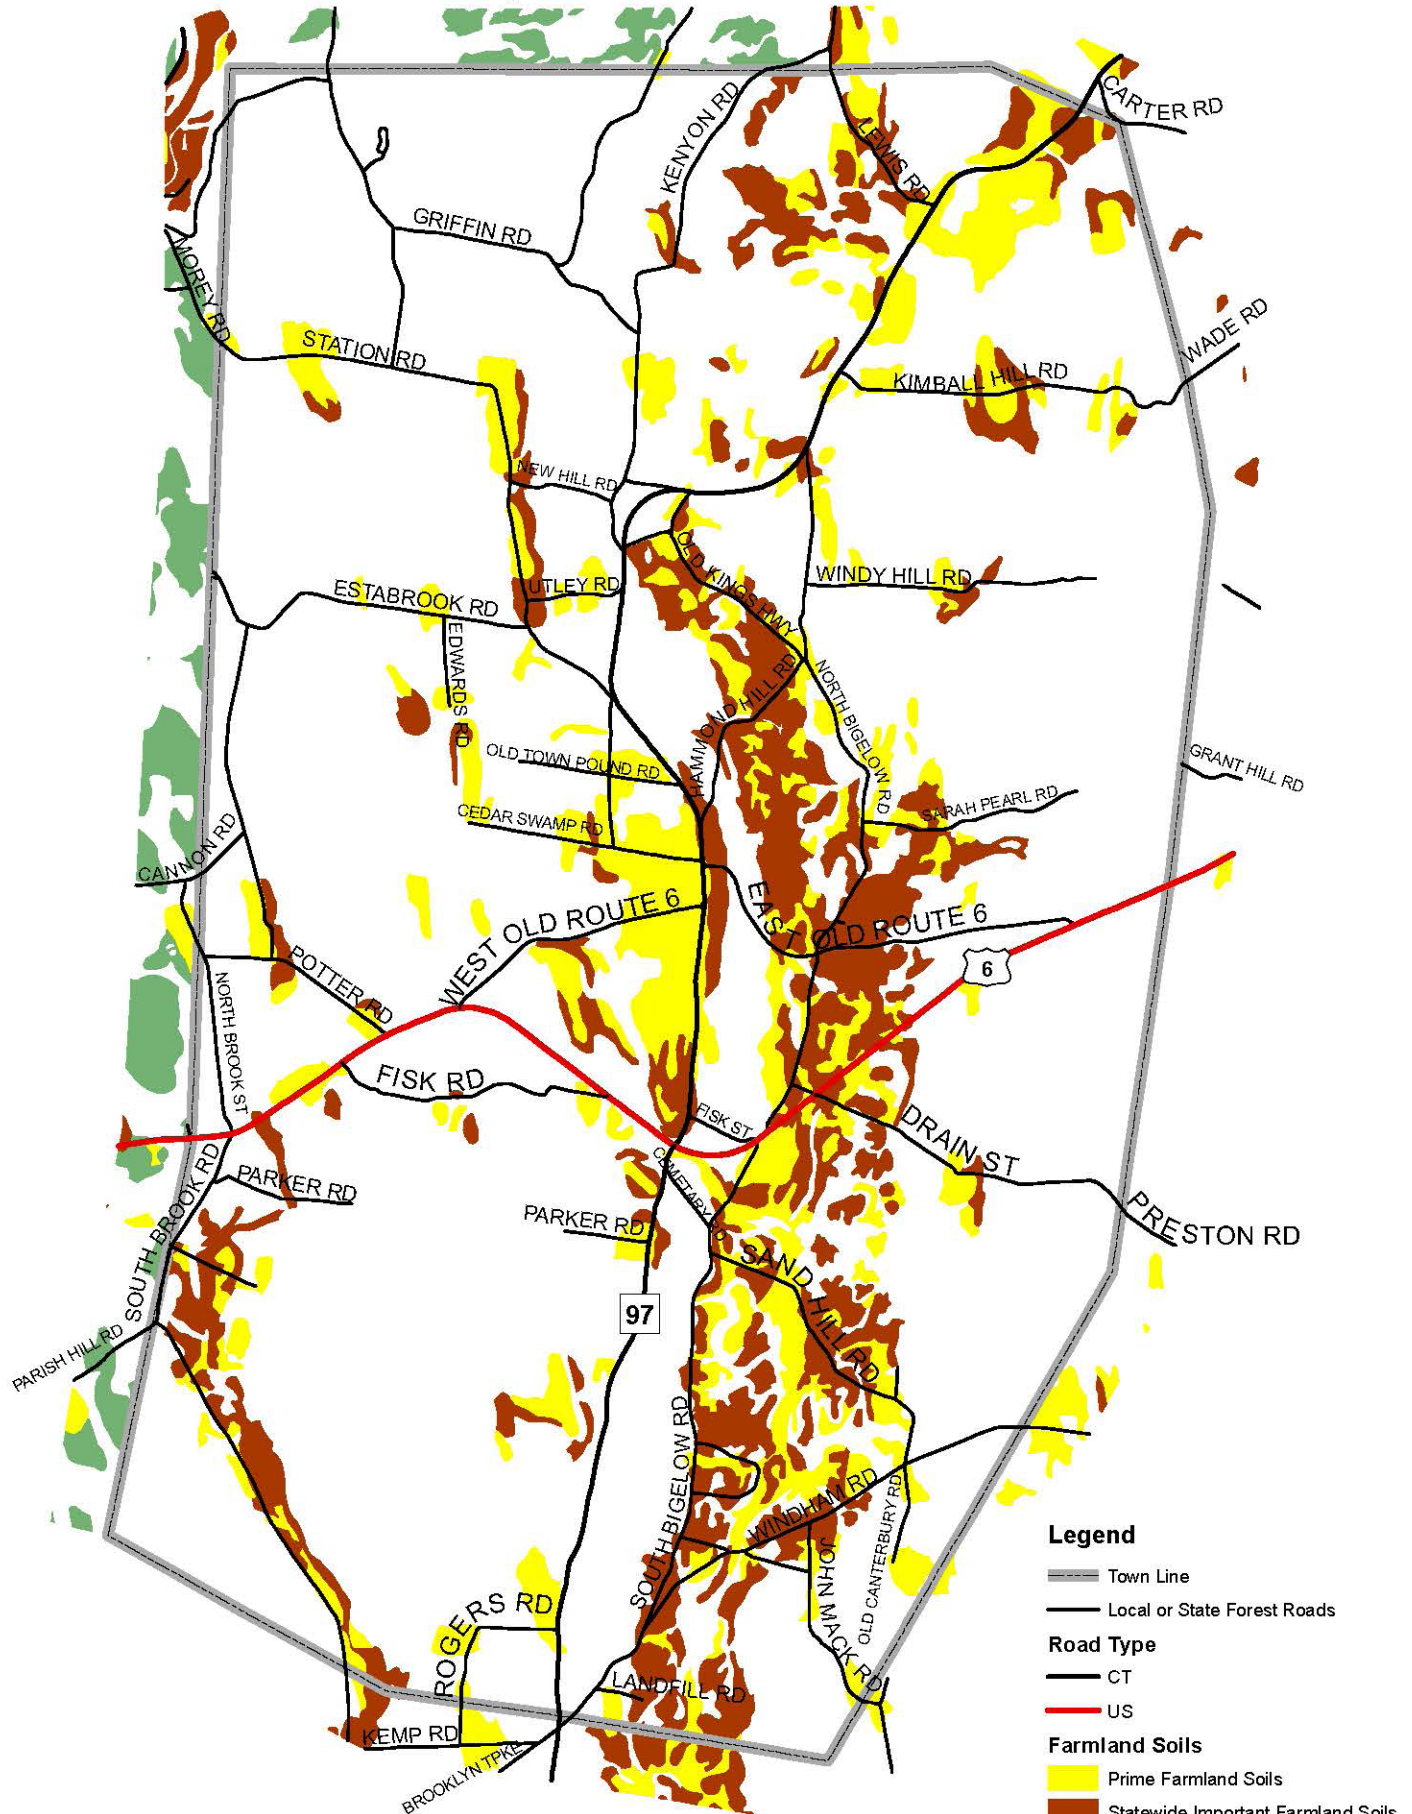 CARTER RD
KENYON RD
LEWIS RD
GRIFFIN RD
MOREY RD
STATION RD
WADE RD
KIMBALL HILL RD
NEW HILL RD
OLD KINGS HWY
WINDY HILL RD
UTLEY RD
ESTABROOK RD
EDWARDS RD
HAMMOND HILL RD
NORTH BIGELOW RD
OLD TOWN POUND RD
GRANT HILL RD
SARAH PEARL RD
CEDAR SWAMP RD
CANNON RD
WEST OLD ROUTE 6
EAST OLD ROUTE 6
6
POTTER RD
NORTH BROOK ST
FISK RD
FISK ST
DRAIN ST
CEMETARY RD
PARKER RD
PARKER RD
PRESTON RD
SOUTH BROOK RD
SAND HILL RD
97
PARISH HILL RD
SOUTH BIGELOW RD
WINDHAM RD
OLD CANTERBURY RD
JOHN MACK RD
ROGERS RD
LANDFILL RD
KEMP RD
BROOKLYN TPKE
Legend
Town Line
Local or State Forest Roads
Road Type
CT
US
Farmland Soils
Prime Farmland Soils
Statewide Important Farmland Soils